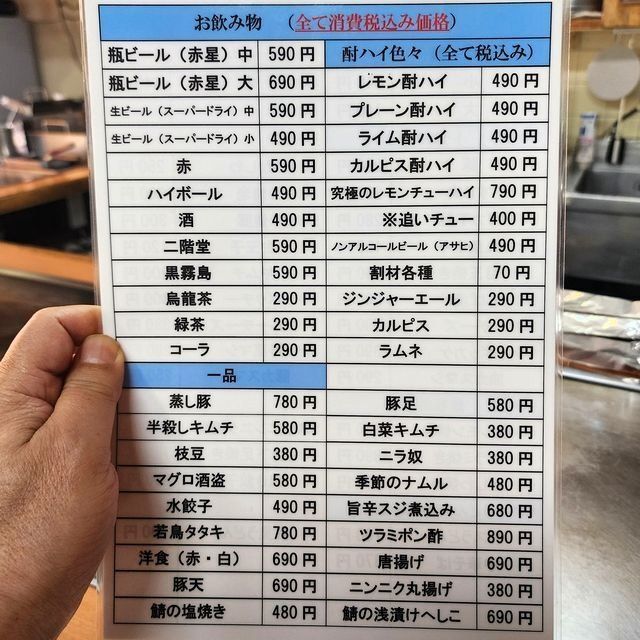 お飲み物 （全て消費税込み価格）
瓶ビール（赤星）中 590円 酎ハイ色々（全て税込み）
瓶ビール（赤星）大 690円 レモン酎ハイ 490円
生ビール（スーパードライ）中 590円 プレーン酎ハイ 490円
生ビール（スーパードライ）小 490円 ライム酎ハイ 490円
赤 590円 カルピス酎ハイ 490円
ハイボール 490円 究極のレモンチューハイ 790円
酒 490円 ※追いチュー 400円
二階堂 590円 ノンアルコールビール（アサヒ） 490円
黒霧島 590円 割材各種 70円
烏龍茶 290円 ジンジャーエール 290円
緑茶 290円 カルピス 290円
コーラ 290円 ラムネ 290円
一品
蒸し豚 780円 豚足 580円
半殺しキムチ 580円 白菜キムチ 380円
枝豆 380円 ニラ奴 380円
マグロ酒盗 580円 季節のナムル 480円
水餃子 490円 旨辛スジ煮込み 680円
若鳥タタキ 780円 ツラミポン酢 890円
洋食（赤・白） 690円 唐揚げ 690円
豚天 690円 ニンニク丸揚げ 380円
鯖の塩焼き 480円 鯖の浅漬けへしこ 690円